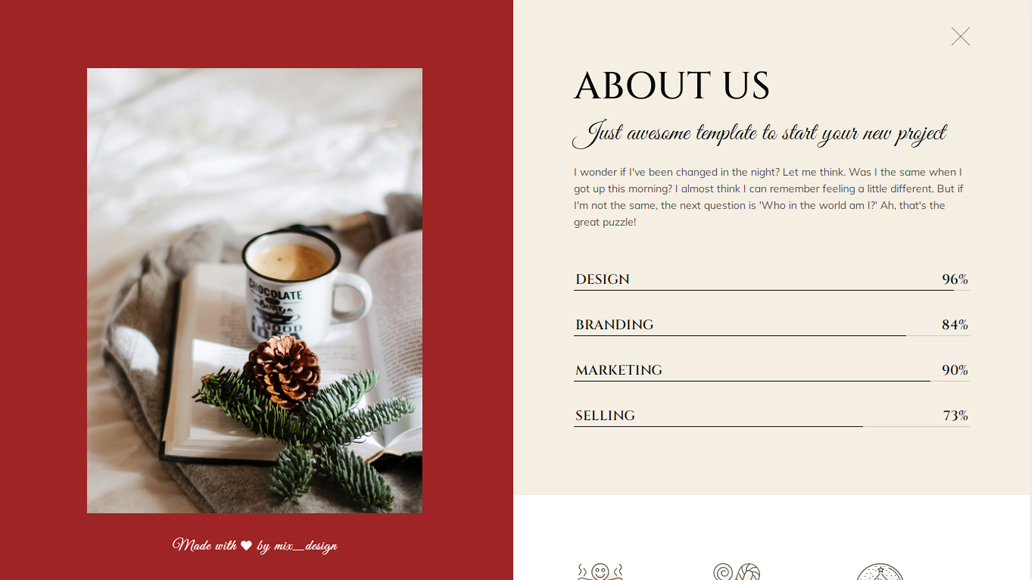 ABOUT US
Just awesome template to start your new project
I wonder if I've been changed in the night? Let me think. Was I the same when I
got up this morning? I almost think I can remember feeling a little different. But if
I'm not the same, the next question is 'Who in the world am I?' Ah, that's the
great puzzle!
DESIGN 96%
BRANDING 84%
MARKETING 90%
SELLING 73%
CHOCOLATE
GOOD
Made with ♥ by mix_design